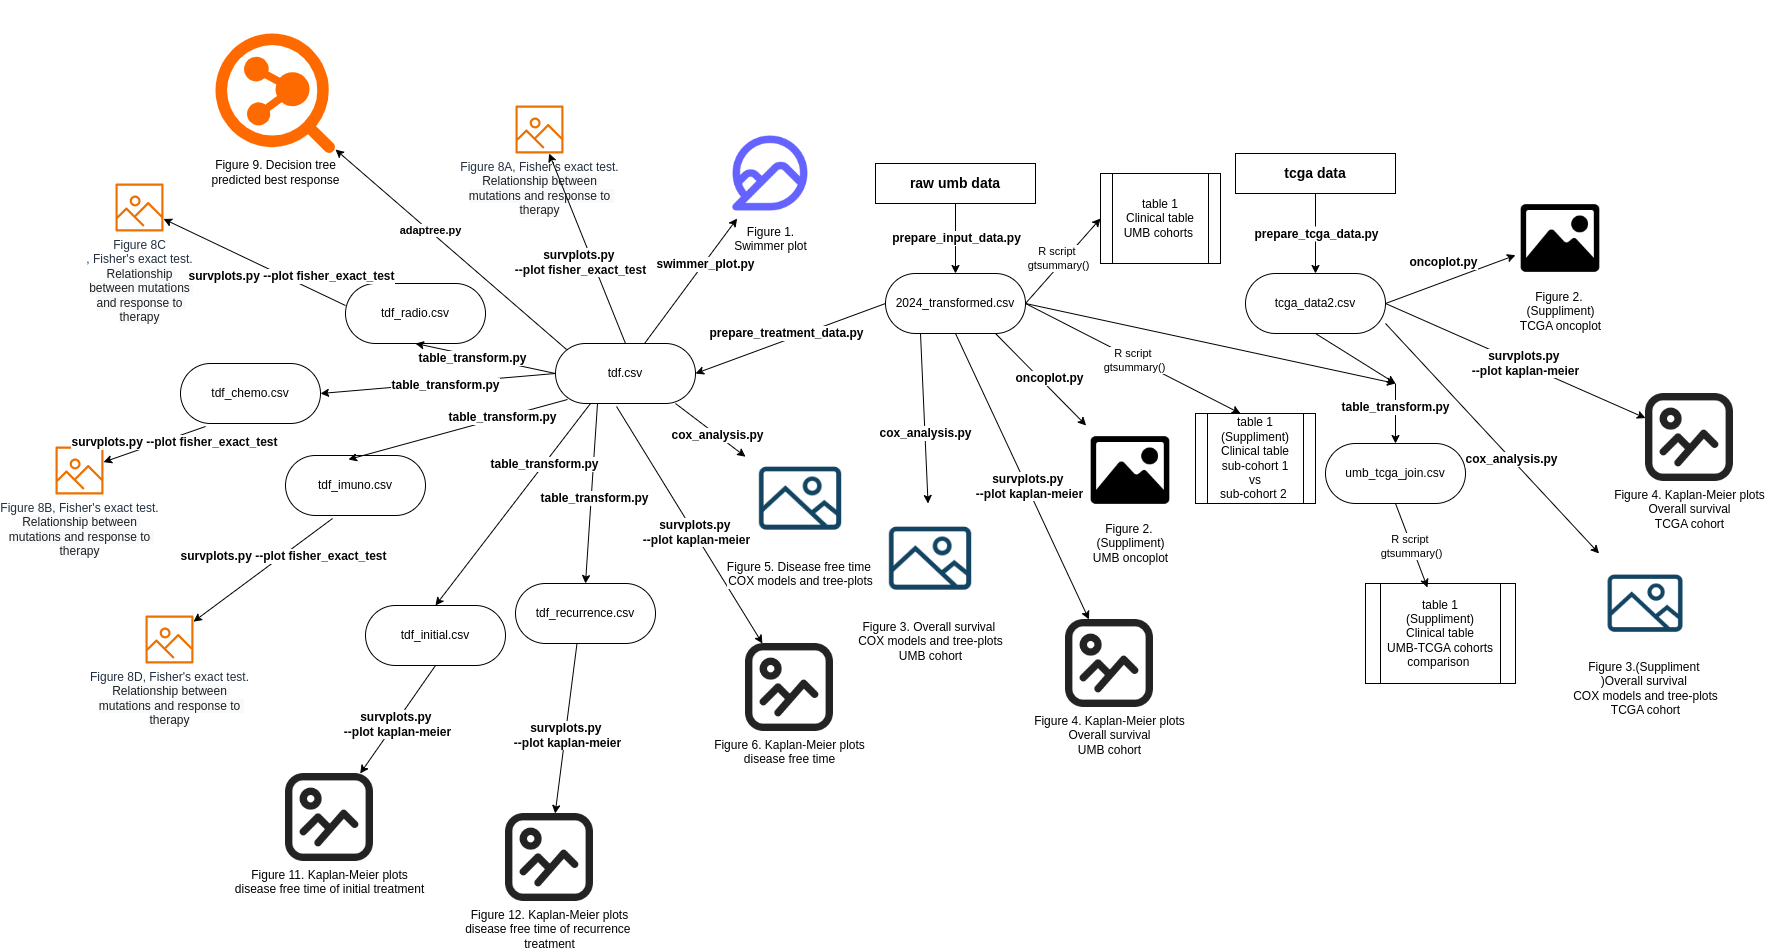 Figure 9. Decision tree
predicted best response
Figure 8A, Fisher's exact test.
Relationship between
mutations and response to
therapy
Figure 1.
Swimmer plot
raw umb data
tcga data
table 1
Clinical table
UMB cohorts
prepare_input_data.py
prepare_tcga_data.py
R script
gtsummary()
adaptree.py
Figure 8C
, Fisher's exact test.
Relationship
between mutations
and response to
therapy
survplots.py --plot fisher_exact_test
survplots.py
--plot fisher_exact_test
swimmer_plot.py
oncoplot.py
Figure 2.
(Suppliment)
TCGA oncoplot
tdf_radio.csv
2024_transformed.csv
tcga_data2.csv
prepare_treatment_data.py
table_transform.py
tdf.csv
R script
gtsummary()
survplots.py
--plot kaplan-meier
tdf_chemo.csv
table_transform.py
oncoplot.py
table_transform.py
table_transform.py
cox_analysis.py
cox_analysis.py
table 1
(Suppliment)
Clinical table
sub-cohort 1
vs
sub-cohort 2
survplots.py --plot fisher_exact_test
table_transform.py
cox_analysis.py
umb_tcga_join.csv
tdf_imuno.csv
table_transform.py
survplots.py
--plot kaplan-meier
Figure 4. Kaplan-Meier plots
Overall survival
TCGA cohort
Figure 8B, Fisher's exact test.
Relationship between
mutations and response to
therapy
survplots.py
--plot kaplan-meier
Figure 2.
(Suppliment)
UMB oncoplot
R script
gtsummary()
survplots.py --plot fisher_exact_test
Figure 5. Disease free time
COX models and tree-plots
tdf_recurrence.csv
tdf_initial.csv
Figure 3. Overall survival
COX models and tree-plots
UMB cohort
table 1
(Suppliment)
Clinical table
UMB-TCGA cohorts
comparison
Figure 8D, Fisher's exact test.
Relationship between
mutations and response to
therapy
Figure 3.(Suppliment
)Overall survival
COX models and tree-plots
TCGA cohort
survplots.py
--plot kaplan-meier
survplots.py
--plot kaplan-meier
Figure 6. Kaplan-Meier plots
disease free time
Figure 4. Kaplan-Meier plots
Overall survival
UMB cohort
Figure 11. Kaplan-Meier plots
disease free time of initial treatment
Figure 12. Kaplan-Meier plots
disease free time of recurrence
treatment